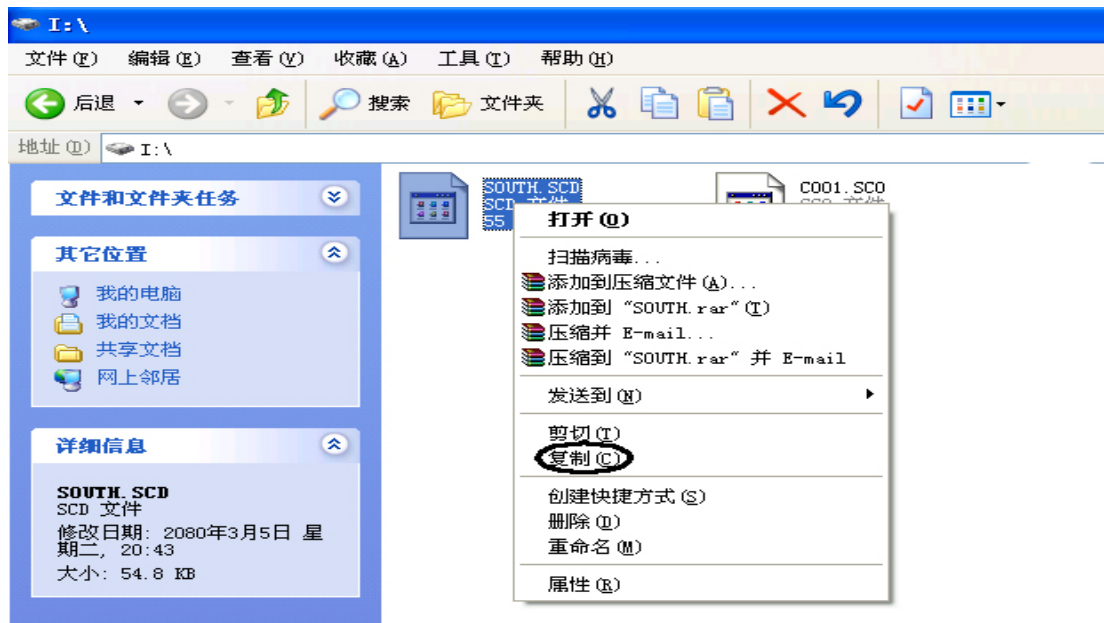 I:\
文件(F) 编辑(E) 查看(V) 收藏(A) 工具(T) 帮助(H)
后退 搜索 文件夹
地址(D) I:\
文件和文件夹任务
其它位置
我的电脑
我的文档
共享文档
网上邻居
详细信息
SOUTH.SCD
SCD 文件
修改日期: 2080年3月5日 星
期二, 20:43
大小: 54.8 KB
SOUTH.SCD
SCD 文件
55
C001.SCO
SCO 文件
打开(O)
扫描病毒...
添加到压缩文件(A)...
添加到 “SOUTH.rar”(T)
压缩并 E-mail...
压缩到 “SOUTH.rar” 并 E-mail
发送到(N)
剪切(T)
复制(C)
创建快捷方式(S)
删除(D)
重命名(M)
属性(R)